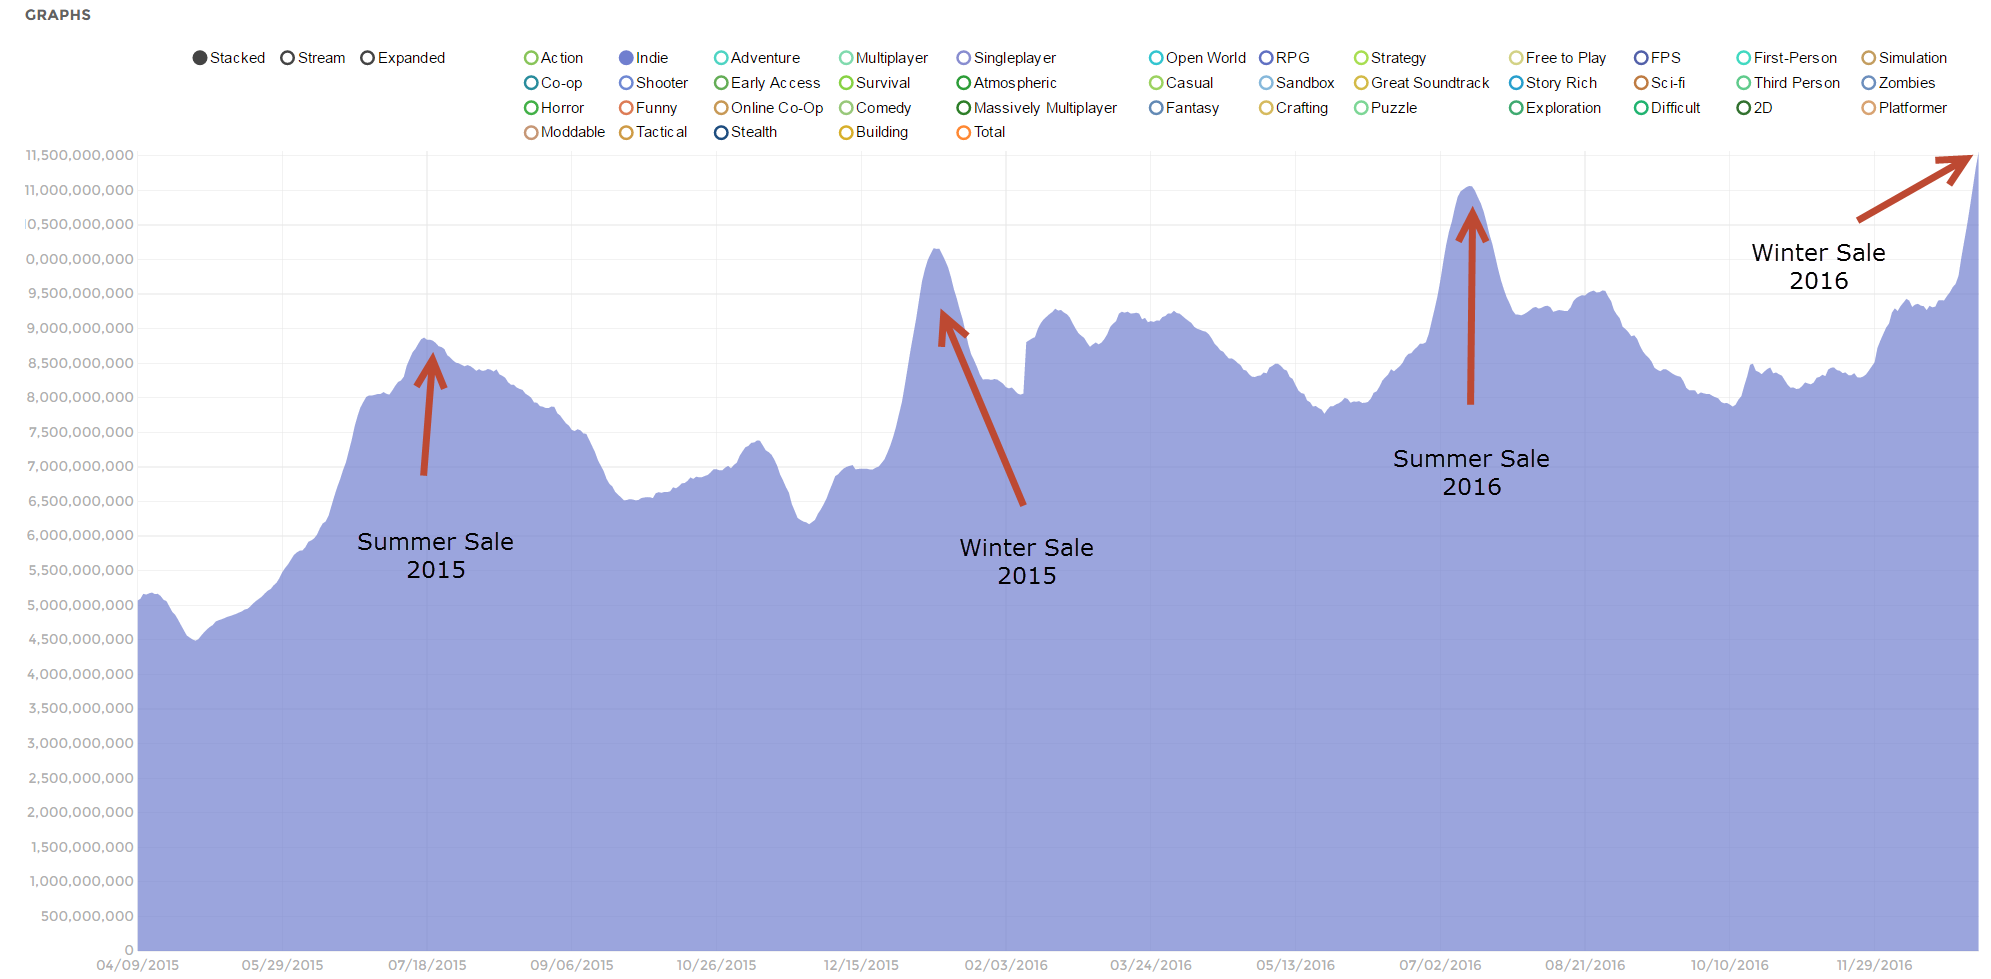 GRAPHS
Stacked Stream Expanded Action Indie Adventure Multiplayer Singleplayer Open World RPG Strategy Free to Play FPS First-Person Simulation
Co-op Shooter Early Access Survival Atmospheric Casual Sandbox Great Soundtrack Story Rich Sci-fi Third Person Zombies
Horror Funny Online Co-Op Comedy Massively Multiplayer Fantasy Crafting Puzzle Exploration Difficult 2D Platformer
Moddable Tactical Stealth Building Total
11,500,000,000
11,000,000,000
0,500,000,000
0,000,000,000
Winter Sale
2016
9,500,000,000
9,000,000,000
8,500,000,000
8,000,000,000
7,500,000,000
7,000,000,000
Summer Sale
2016
6,500,000,000
6,000,000,000
Summer Sale
2015
Winter Sale
2015
5,500,000,000
5,000,000,000
4,500,000,000
4,000,000,000
3,500,000,000
3,000,000,000
2,500,000,000
2,000,000,000
1,500,000,000
1,000,000,000
500,000,000
0
04/09/2015 05/29/2015 07/18/2015 09/06/2015 10/26/2015 12/15/2015 02/03/2016 03/24/2016 05/13/2016 07/02/2016 08/21/2016 10/10/2016 11/29/2016